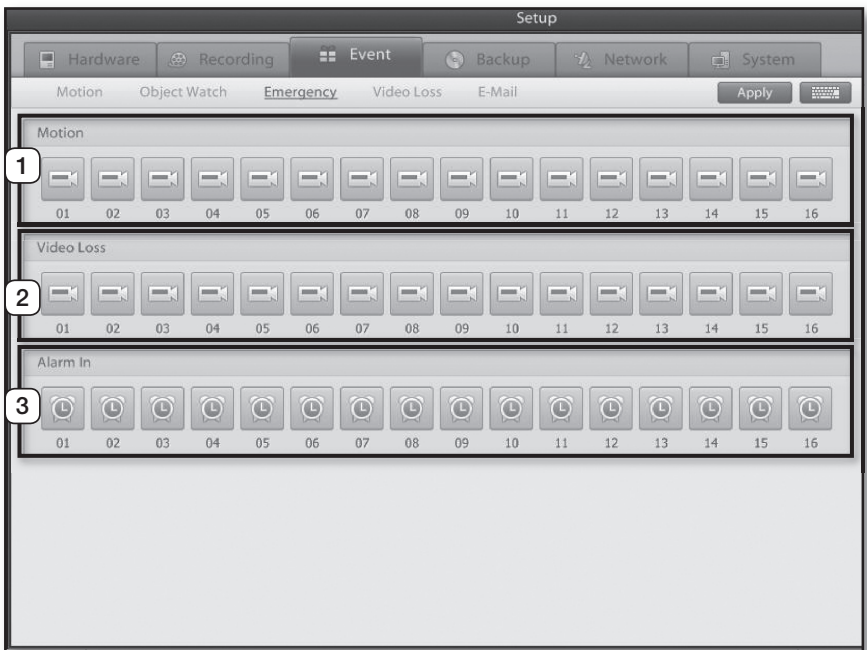 Setup
Hardware Recording Event Backup Network System
Motion Object Watch Emergency Video Loss E-Mail Apply
Motion
1
01 02 03 04 05 06 07 08 09 10 11 12 13 14 15 16
Video Loss
2
01 02 03 04 05 06 07 08 09 10 11 12 13 14 15 16
Alarm In
3
01 02 03 04 05 06 07 08 09 10 11 12 13 14 15 16